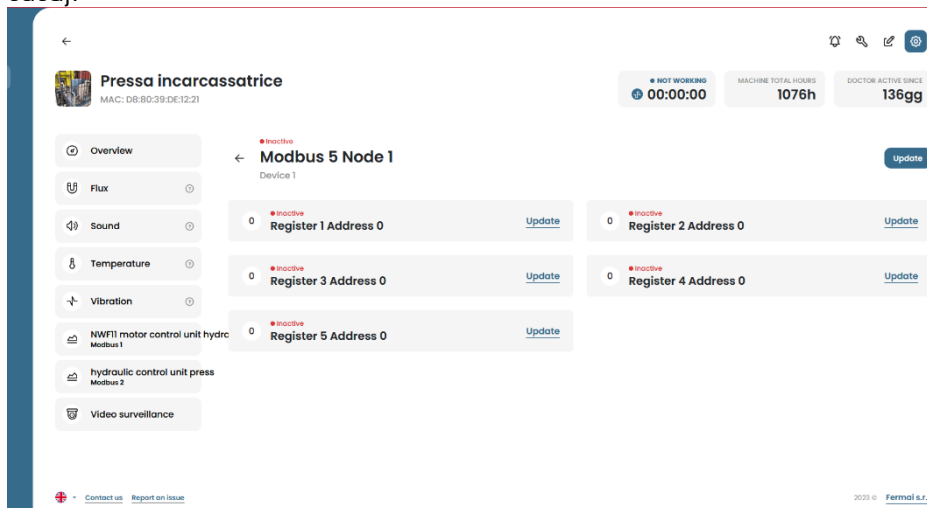 Pressa incarcassatrice
MAC: D8:80:39:DE:12:21
NOT WORKING
00:00:00
MACHINE TOTAL HOURS
1076h
DOCTOR ACTIVE SINCE
136gg
Overview
Flux
Sound
Temperature
Vibration
NWF11 motor control unit hydra
Modbus 1
hydraulic control unit press
Modbus 2
Video surveillance
Inactive
Modbus 5 Node 1
Device 1
Update
0
Inactive
Register 1 Address 0
Update
0
Inactive
Register 2 Address 0
Update
0
Inactive
Register 3 Address 0
Update
0
Inactive
Register 4 Address 0
Update
0
Inactive
Register 5 Address 0
Update
Contact us Report an issue
2023 © Fermai s.r.